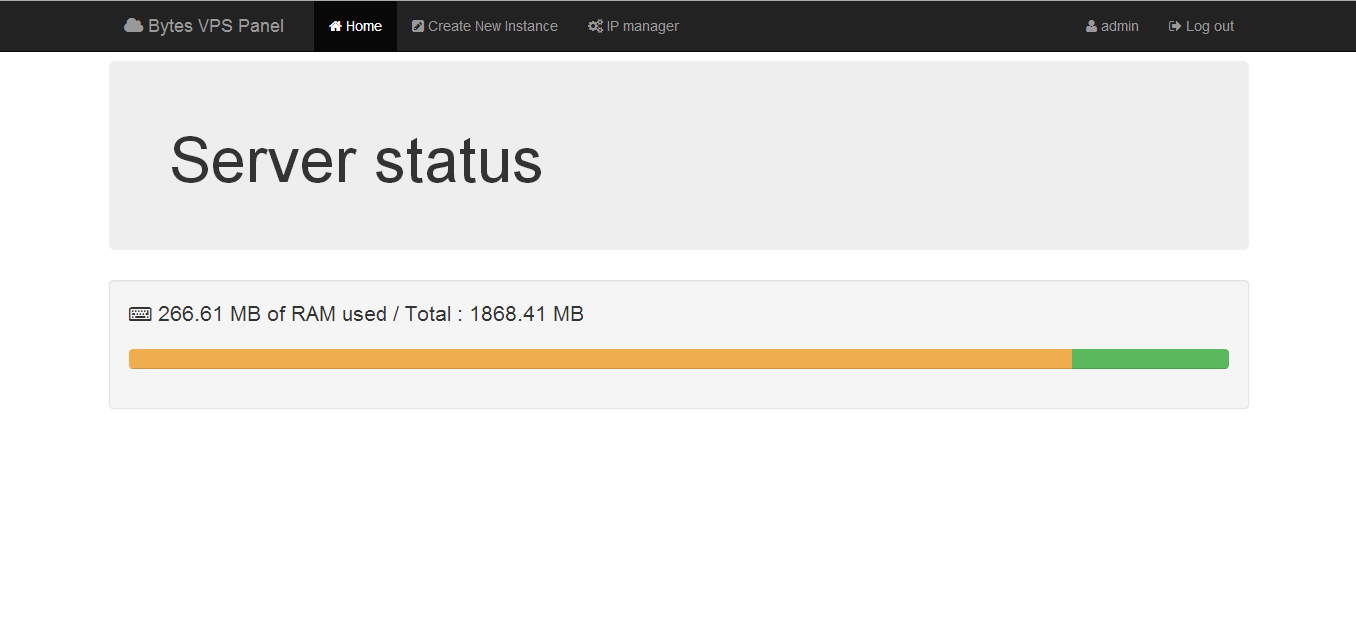 Bytes VPS Panel Home Create New Instance IP manager admin Log out
Server status
266.61 MB of RAM used / Total : 1868.41 MB